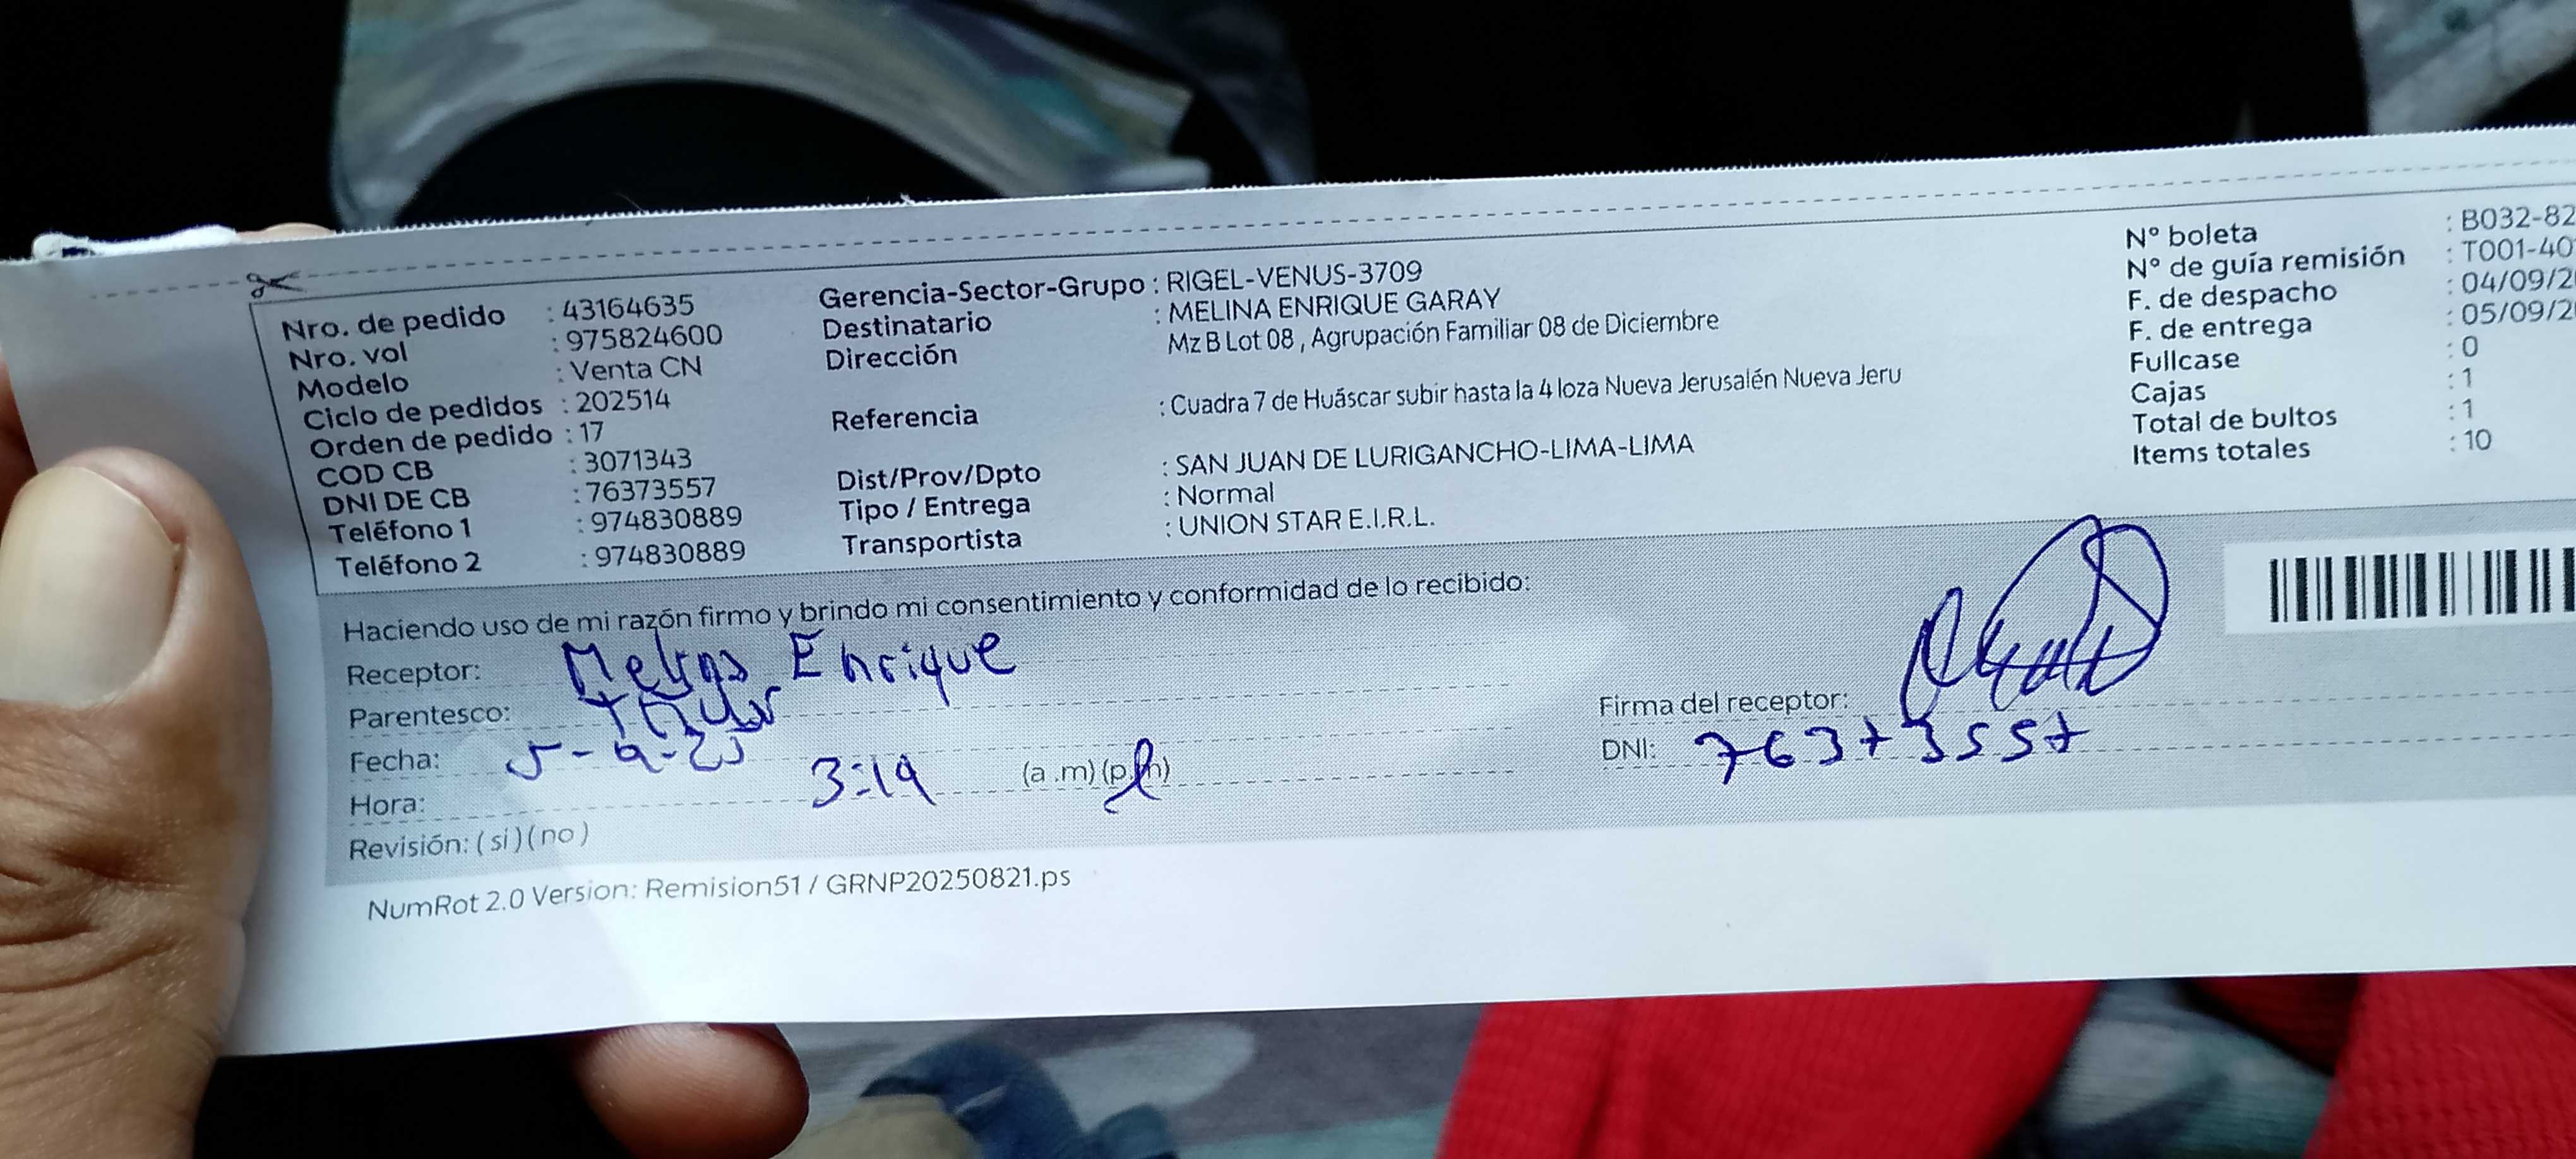 Nro. de pedido : 43164635
Nro. vol : 975824600
Modelo : Venta CN
Ciclo de pedidos : 202514
Orden de pedido : 17
COD CB : 3071343
DNI DE CB : 76373557
Teléfono 1 : 974830889
Teléfono 2 : 974830889
Gerencia-Sector-Grupo : RIGEL-VENUS-3709
Destinatario : MELINA ENRIQUE GARAY
Dirección Mz B Lot 08 , Agrupación Familiar 08 de Diciembre
Referencia : Cuadra 7 de Huáscar subir hasta la 4 loza Nueva Jerusalén Nueva Jeru
Dist/Prov/Dpto : SAN JUAN DE LURIGANCHO-LIMA-LIMA
Tipo / Entrega : Normal
Transportista : UNION STAR E.I.R.L.
N° boleta : B032-82
N° de guía remisión : T001-40
F. de despacho : 04/09/2
F. de entrega : 05/09/2
Fullcase : 0
Cajas : 1
Total de bultos : 1
Items totales : 10
Haciendo uso de mi razón firmo y brindo mi consentimiento y conformidad de lo recibido:
Receptor: Enrique
Parentesco:
Fecha: 5-9-25
Hora: 3:19 (a .m) (p.m)
Revisión: ( si ) ( no )
Firma del receptor:
DNI: 76373557
NumRot 2.0 Version: Remision51 / GRNP20250821.ps